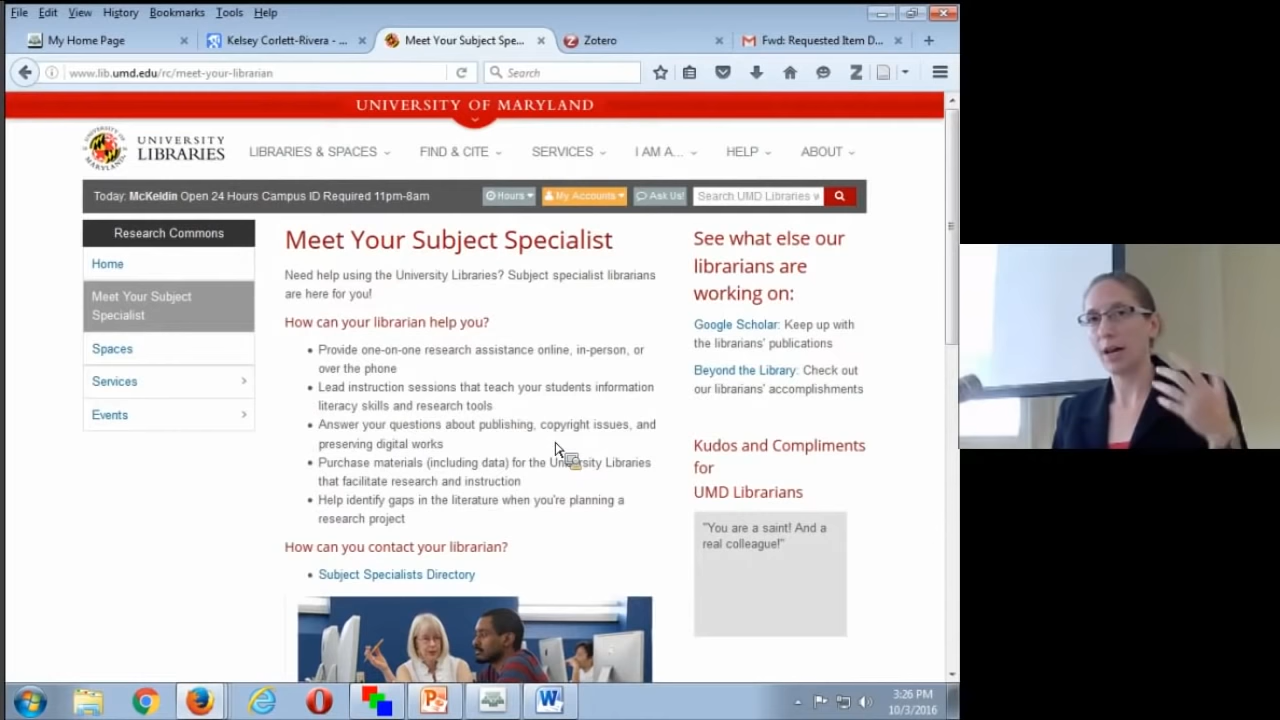 File Edit View History Bookmarks Tools Help
My Home Page
Kelsey Corlett-Rivera - ...
Meet Your Subject Spe...
Zotero
Fwd: Requested Item D...
www.lib.umd.edu/rc/meet-your-librarian
Search
UNIVERSITY OF MARYLAND
UNIVERSITY
LIBRARIES
LIBRARIES & SPACES
FIND & CITE
SERVICES
I AM A...
HELP
ABOUT
Today: McKeldin Open 24 Hours Campus ID Required 11pm-8am
Hours
My Accounts
Ask Us!
Search UMD Libraries
Research Commons
Home
Meet Your Subject
Specialist
Spaces
Services
Events
Meet Your Subject Specialist
Need help using the University Libraries? Subject specialist librarians
are here for you!
How can your librarian help you?
Provide one-on-one research assistance online, in-person, or
over the phone
Lead instruction sessions that teach your students information
literacy skills and research tools
Answer your questions about publishing, copyright issues, and
preserving digital works
Purchase materials (including data) for the University Libraries
that facilitate research and instruction
Help identify gaps in the literature when you're planning a
research project
How can you contact your librarian?
Subject Specialists Directory
See what else our
librarians are
working on:
Google Scholar: Keep up with
the librarians' publications
Beyond the Library: Check out
our librarians' accomplishments
Kudos and Compliments
for
UMD Librarians
"You are a saint! And a
real colleague!"
3:26 PM
10/3/2016